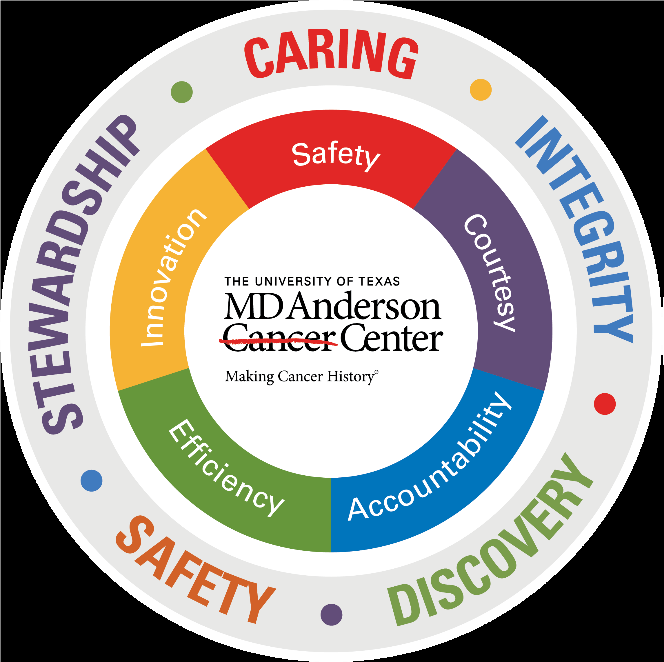 CARING
INTEGRITY
DISCOVERY
SAFETY
STEWARDSHIP
Safety
Courtesy
Accountability
Efficiency
Innovation
THE UNIVERSITY OF TEXAS
MD Anderson
Cancer Center
Making Cancer History®